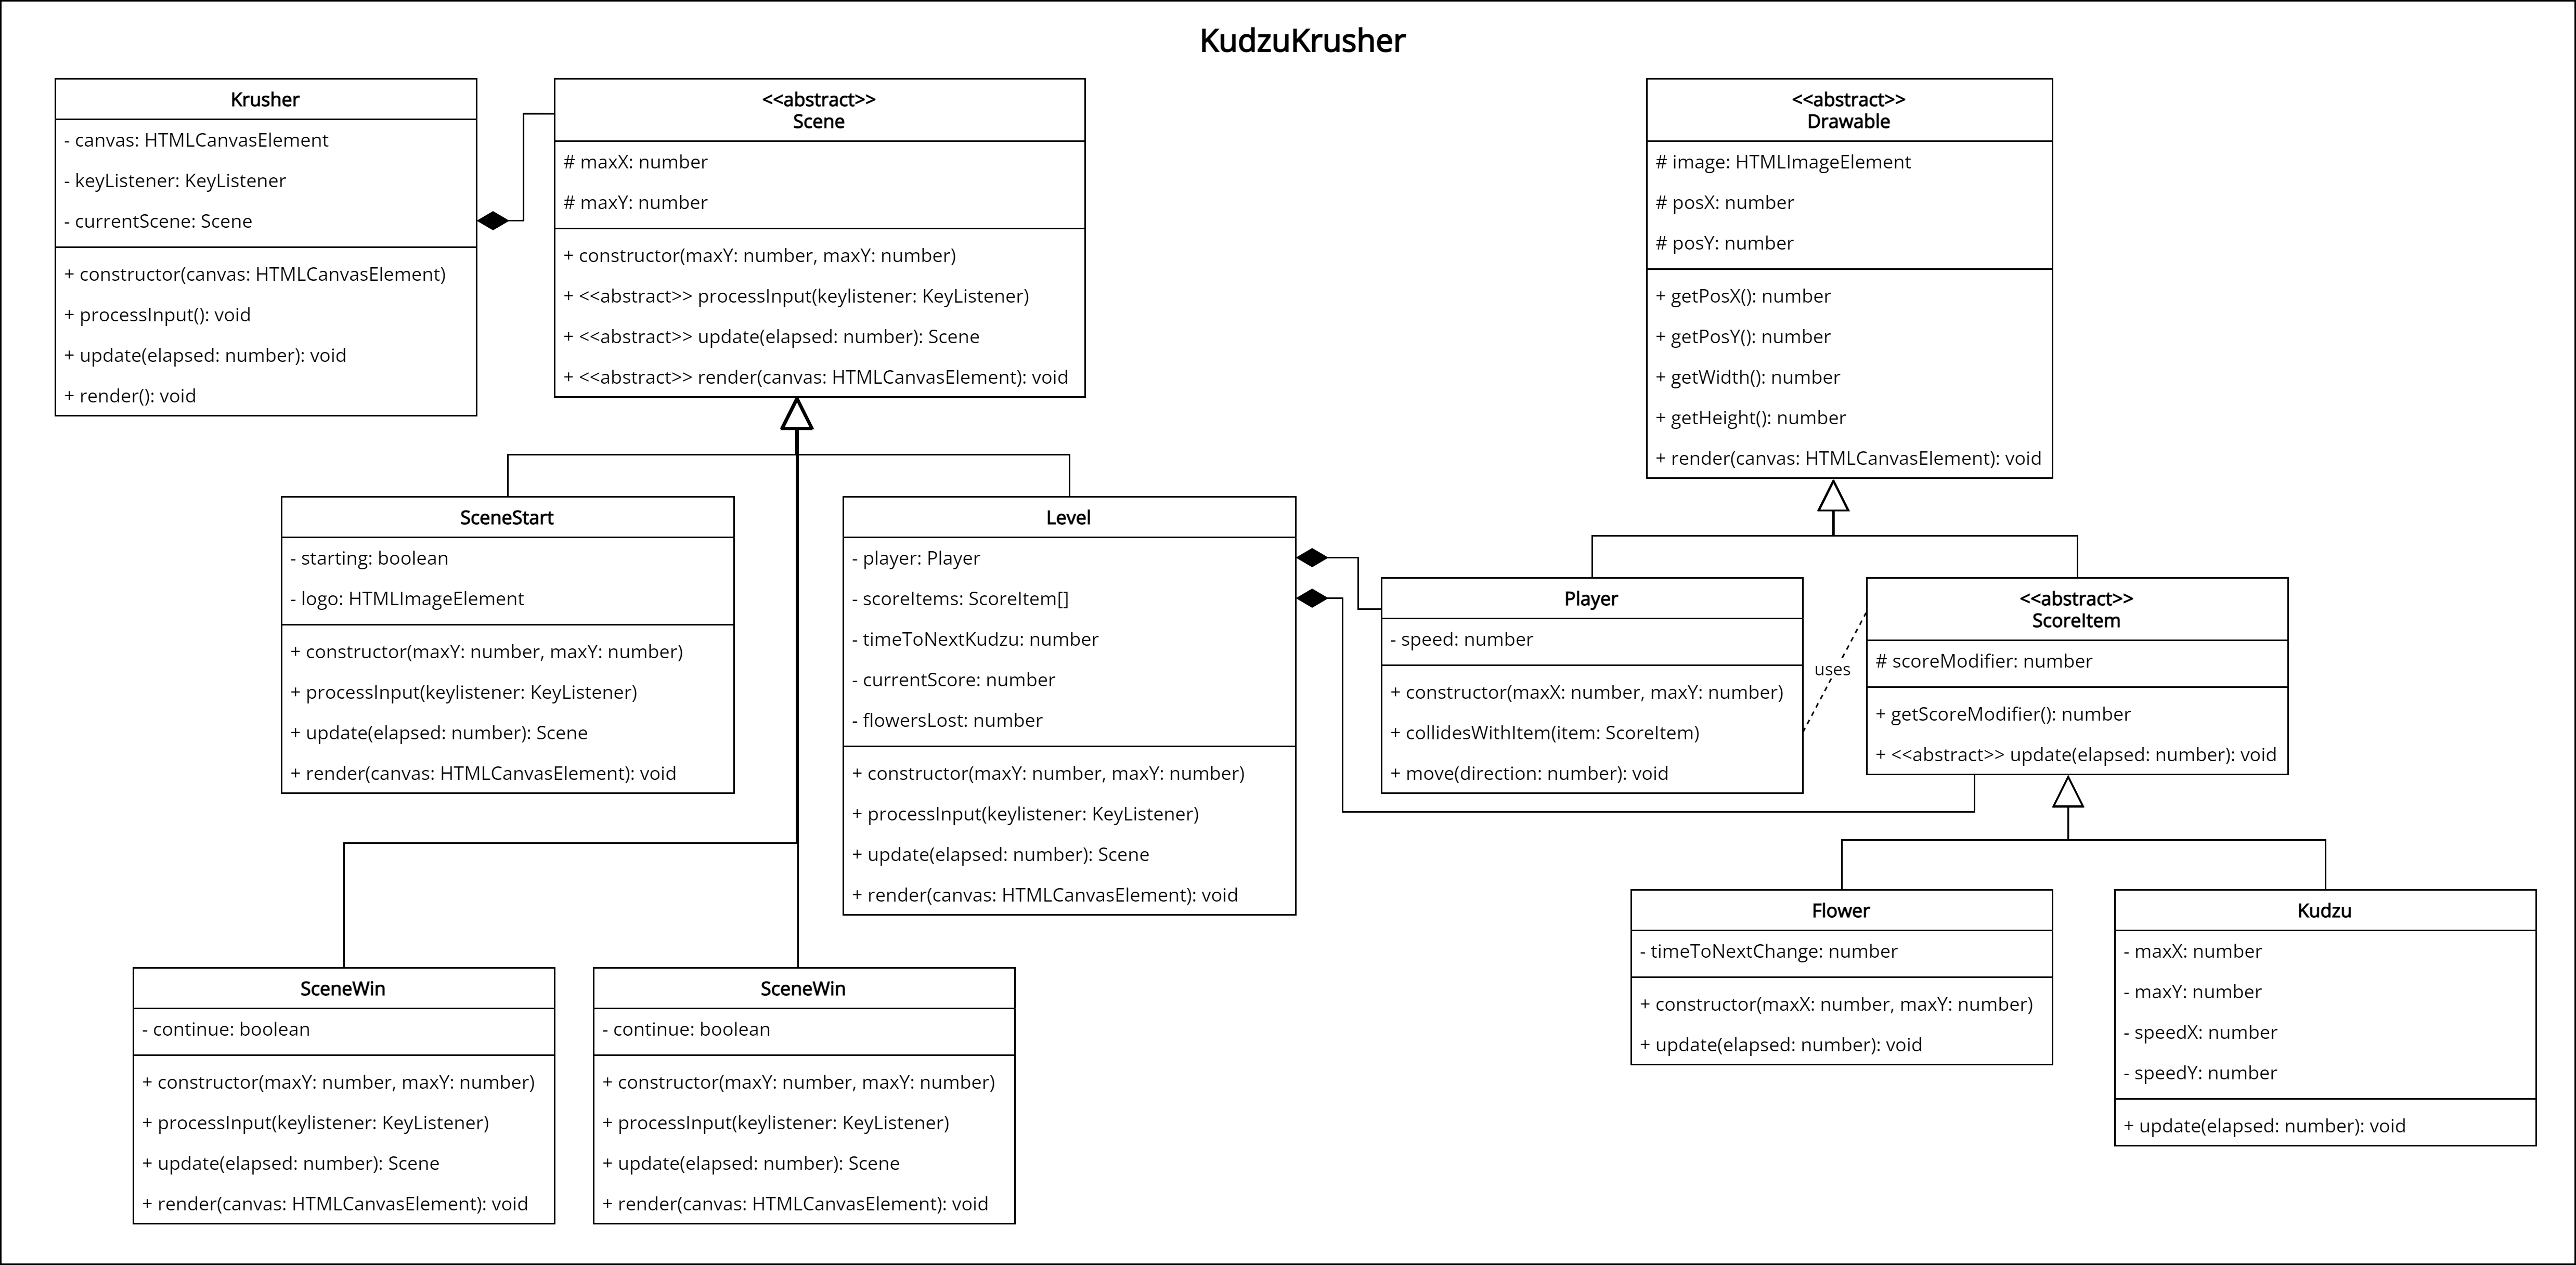 KudzuKrusher
Krusher
- canvas: HTMLCanvasElement
- keyListener: KeyListener
- currentScene: Scene
+ constructor(canvas: HTMLCanvasElement)
+ processInput(): void
+ update(elapsed: number): void
+ render(): void
<<abstract>>
Scene
# maxX: number
# maxY: number
+ constructor(maxY: number, maxY: number)
+ <<abstract>> processInput(keylistener: KeyListener)
+ <<abstract>> update(elapsed: number): Scene
+ <<abstract>> render(canvas: HTMLCanvasElement): void
<<abstract>>
Drawable
# image: HTMLImageElement
# posX: number
# posY: number
+ getPosX(): number
+ getPosY(): number
+ getWidth(): number
+ getHeight(): number
+ render(canvas: HTMLCanvasElement): void
SceneStart
- starting: boolean
- logo: HTMLImageElement
+ constructor(maxY: number, maxY: number)
+ processInput(keylistener: KeyListener)
+ update(elapsed: number): Scene
+ render(canvas: HTMLCanvasElement): void
Level
- player: Player
- scoreItems: ScoreItem[]
- timeToNextKudzu: number
- currentScore: number
- flowersLost: number
+ constructor(maxY: number, maxY: number)
+ processInput(keylistener: KeyListener)
+ update(elapsed: number): Scene
+ render(canvas: HTMLCanvasElement): void
Player
- speed: number
+ constructor(maxX: number, maxY: number)
+ collidesWithItem(item: ScoreItem)
+ move(direction: number): void
uses
<<abstract>>
ScoreItem
# scoreModifier: number
+ getScoreModifier(): number
+ <<abstract>> update(elapsed: number): void
SceneWin
- continue: boolean
+ constructor(maxY: number, maxY: number)
+ processInput(keylistener: KeyListener)
+ update(elapsed: number): Scene
+ render(canvas: HTMLCanvasElement): void
SceneWin
- continue: boolean
+ constructor(maxY: number, maxY: number)
+ processInput(keylistener: KeyListener)
+ update(elapsed: number): Scene
+ render(canvas: HTMLCanvasElement): void
Flower
- timeToNextChange: number
+ constructor(maxX: number, maxY: number)
+ update(elapsed: number): void
Kudzu
- maxX: number
- maxY: number
- speedX: number
- speedY: number
+ update(elapsed: number): void